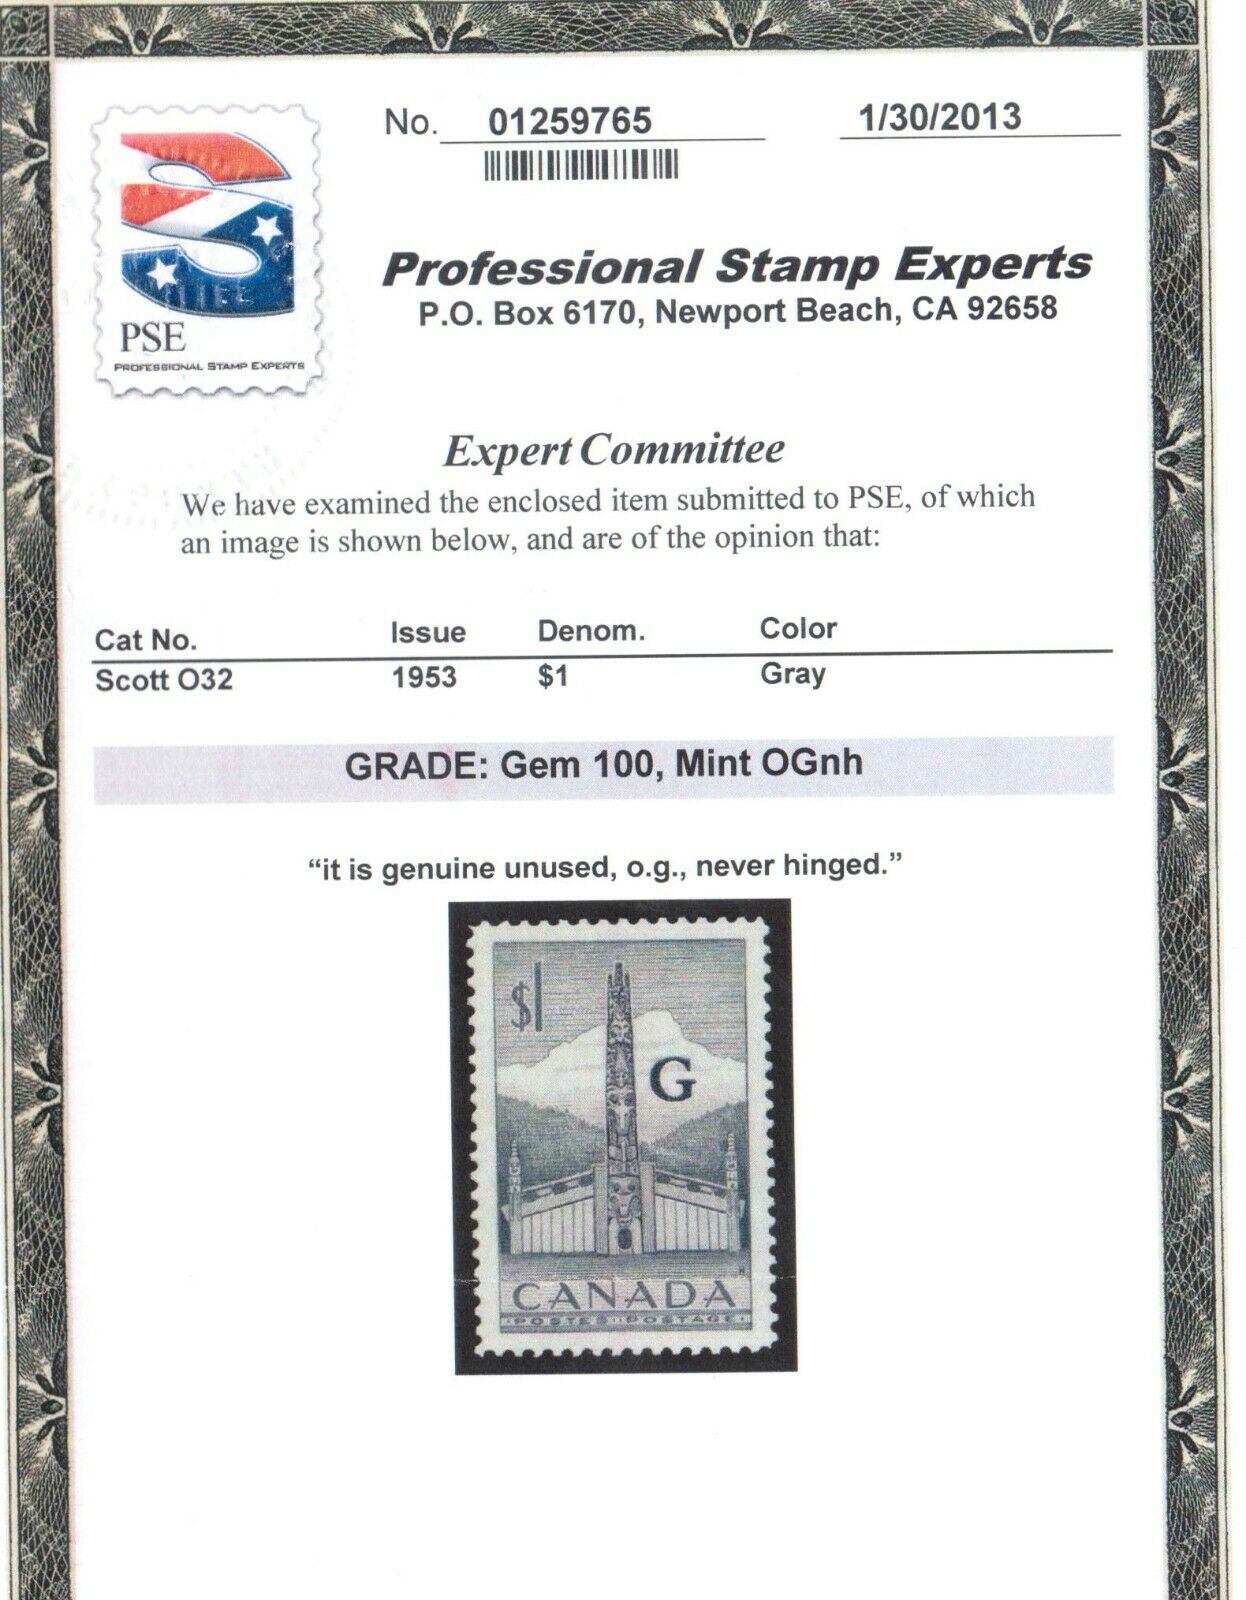 No. 01259765 1/30/2013
PSE
PROFESSIONAL STAMP EXPERTS
Professional Stamp Experts
P.O. Box 6170, Newport Beach, CA 92658
Expert Committee
We have examined the enclosed item submitted to PSE, of which
an image is shown below, and are of the opinion that:
Cat No. Issue Denom. Color
Scott O32 1953 $1 Gray
GRADE: Gem 100, Mint OGnh
“it is genuine unused, o.g., never hinged.”
$1
G
CANADA
·POSTES·POSTAGE·